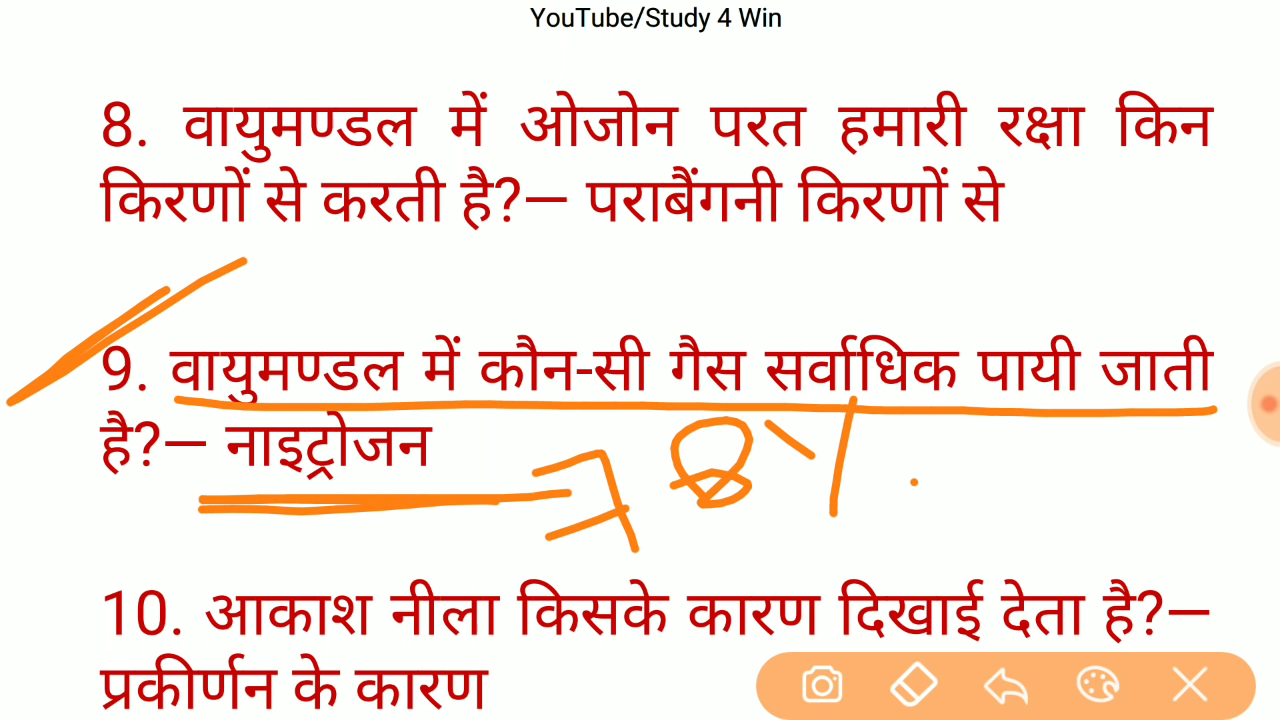 YouTube/Study 4 Win
8. वायुमण्डल में ओजोन परत हमारी रक्षा किन
किरणों से करती है?— पराबैंगनी किरणों से
9. वायुमण्डल में कौन-सी गैस सर्वाधिक पायी जाती
है?— नाइट्रोजन
78%
10. आकाश नीला किसके कारण दिखाई देता है?—
प्रकीर्णन के कारण